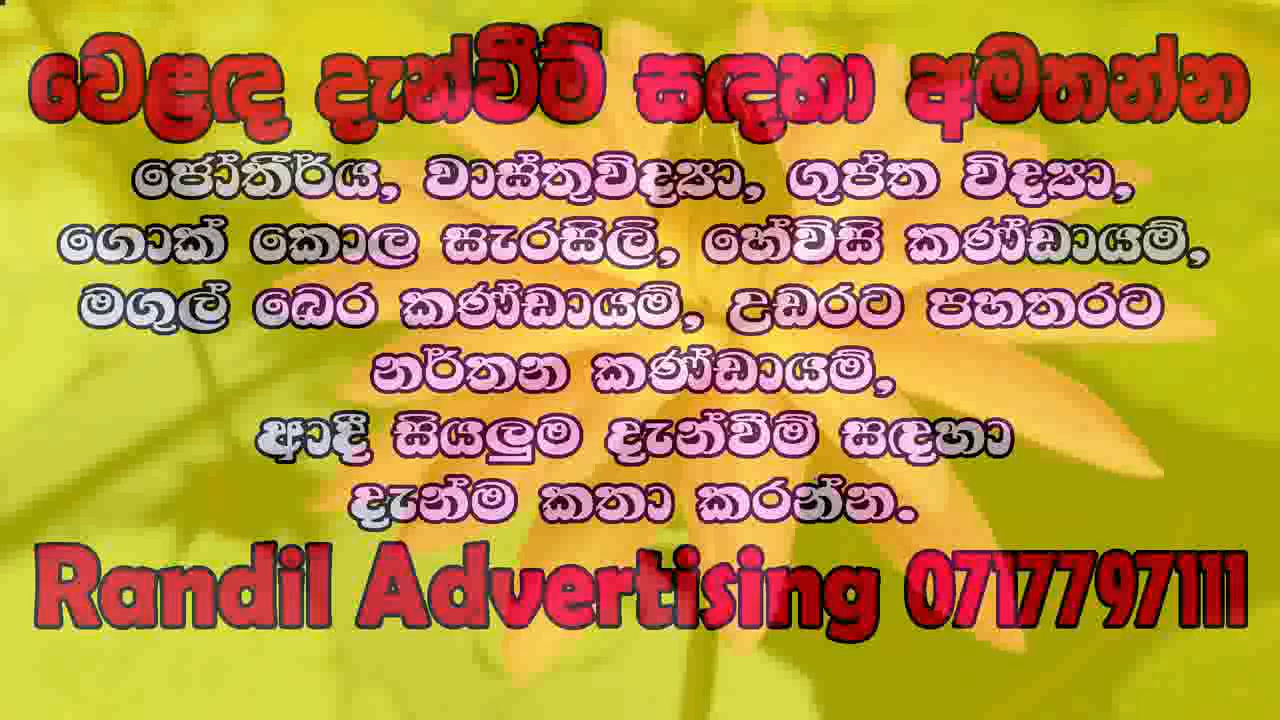 වෙළඳ දැන්වීම් සඳහා අමතන්න
ජෝතීර්ය, වාස්තුවිද්‍යා, ගුප්ත විද්‍යා,
ගොක් කොල සැරසිලි, හේවිසි කණ්ඩායම්,
මගුල් බෙර කණ්ඩායම්, උඩරට පහතරට
නර්තන කණ්ඩායම්,
ආදී සියලුම දැන්වීම් සඳහා
දැන්ම කතා කරන්න.
Randil Advertising 0717797111